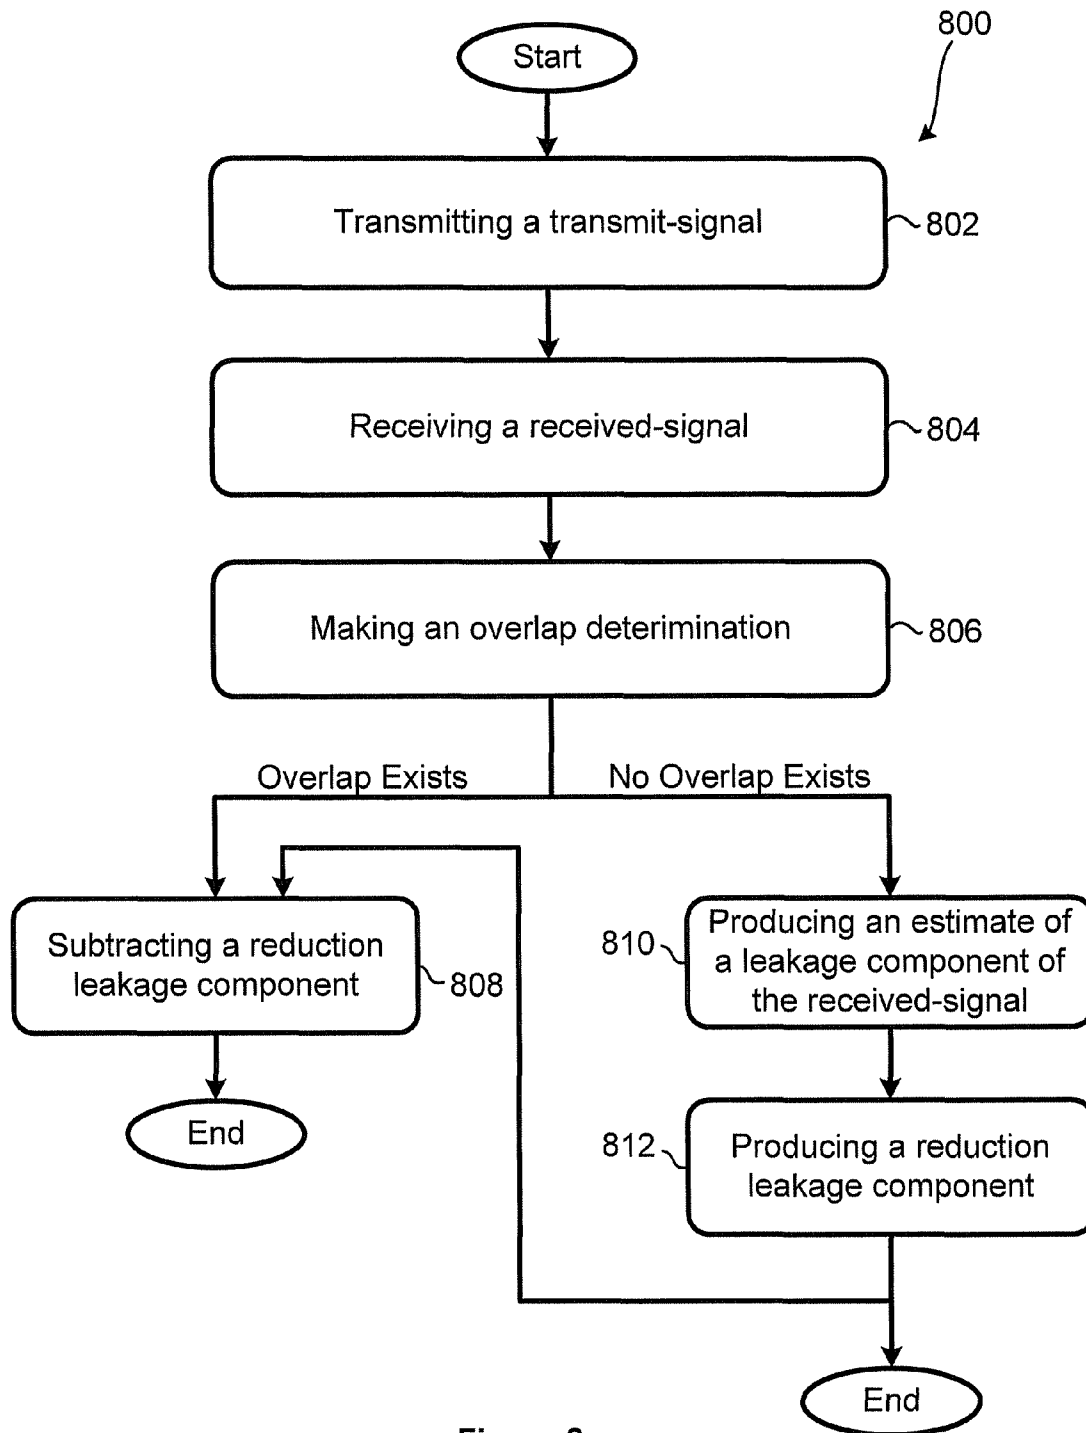 800
Start
Transmitting a transmit-signal
802
Receiving a received-signal
804
Making an overlap deterimination
806
Overlap Exists
No Overlap Exists
Subtracting a reduction
leakage component
808
810
Producing an estimate of
a leakage component of
the received-signal
End
812
Producing a reduction
leakage component
End